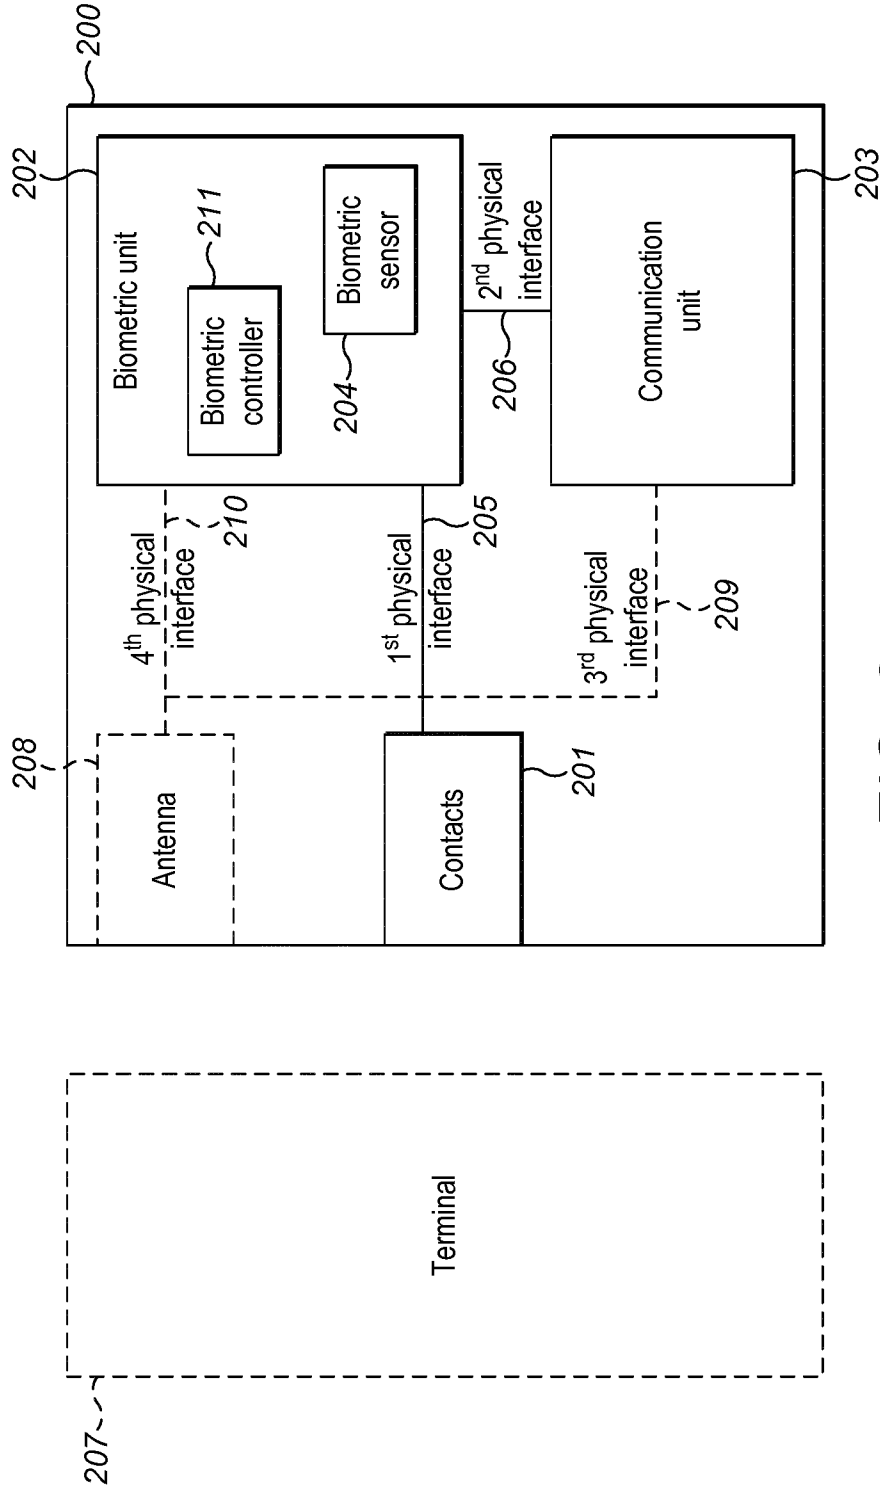 207
Terminal
208
Antenna
4th physical
interface
210
202
Biometric unit
200
Biometric
controller
211
204
Biometric
sensor
1st physical
interface
205
Contacts
201
206
2nd physical
interface
3rd physical
interface
209
Communication
unit
203